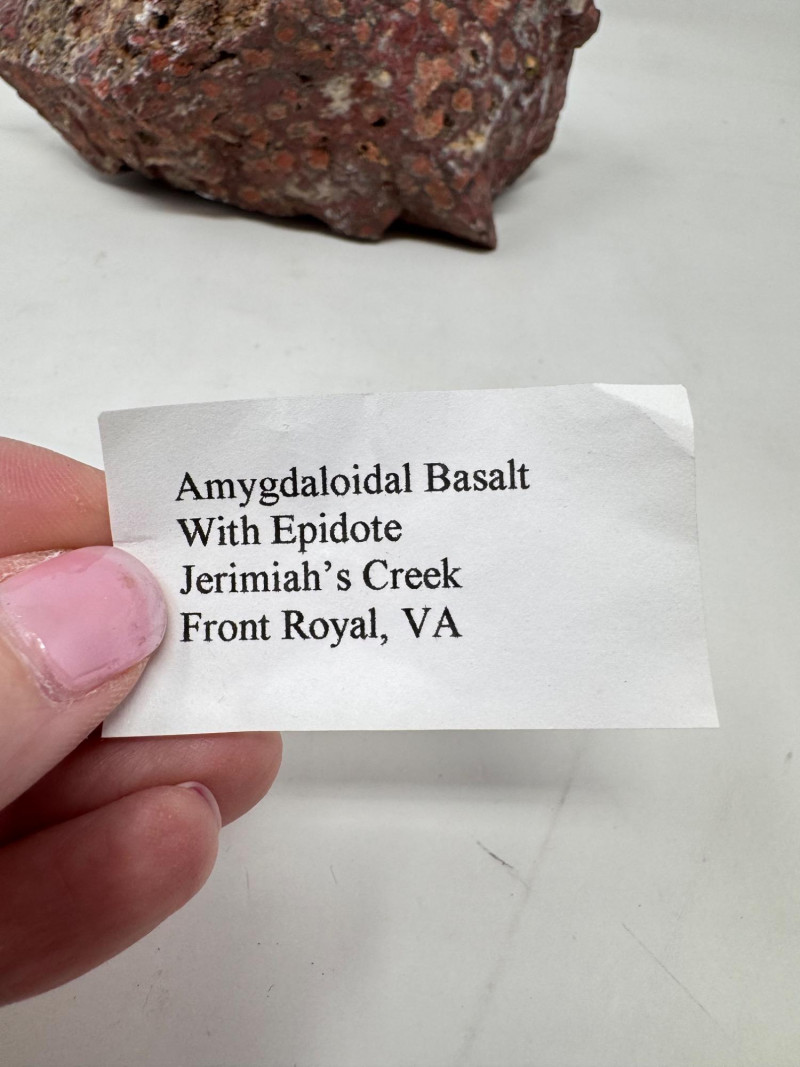 Amygdaloidal Basalt
With Epidote
Jerimiah's Creek
Front Royal, VA